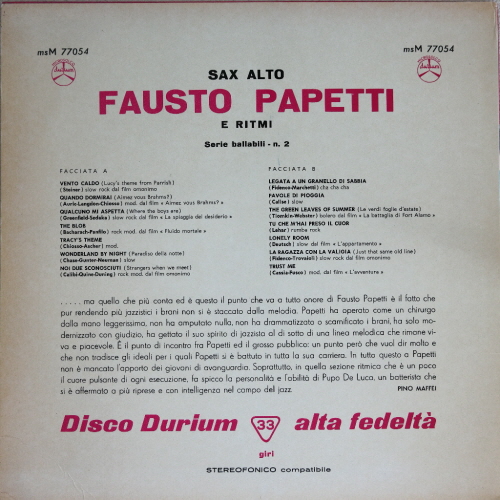 msM 77054
msM 77054
SAX ALTO
FAUSTO PAPETTI
E RITMI
Serie ballabili - n. 2
FACCIATA A
VENTO CALDO (Lucy's theme from Parrish)
(Steiner) slow rock dal film omonimo
QUANDO DORMIRAI (Aimez vous Brahms?)
(Auric-Langdon-Chionne) mod. dal film « Aimez vous Brahms? »
QUALCUNO MI ASPETTA (Where the boys are)
(Greenfield-Sedaka) slow rock dal film « La spiaggia del desiderio »
THE BLOB
(Bacharach-Panfilo) rock mod. dal film « Fluido mortale »
TRACY'S THEME
(Chiosso-Ascher) mod.
WONDERLAND BY NIGHT (Paradiso della notte)
(Chase-Gunter-Newman) slow
NOI DUE SCONOSCIUTI (Strangers when we meet)
(Calibi-Quine-Duning) rock mod. dal film omonimo
FACCIATA B
LEGATA A UN GRANELLO DI SABBIA
(Fidenco-Marchetti) cha cha cha
FAVOLE DI PIOGGIA
(Calise) slow
THE GREEN LEAVES OF SUMMER (Le verdi foglie d'estate)
(Tiomkin-Webster) bolero dal film « La battaglia di Fort Alamo »
TU CHE M'HAI PRESO IL CUOR
(Lehar) rumba rock
LONELY ROOM
(Deutsch) slow dal film « L'appartamento »
LA RAGAZZA CON LA VALIGIA (Just that same old line)
(Fidenco-Trovaioli) slow rock dal film omonimo
TRUST ME
(Cassia-Fusco) mod. dal film « L'avventura »
. . . . . ma quello che più conta ed è questo il punto che va a tutto onore di Fausto Papetti è il fatto che
pur rendendo più jazzistici i brani non si è staccato dalla melodia. Papetti ha operato come un chirurgo
dalla mano leggerissima, non ha amputato nulla, non ha drammatizzato o scarnificato i brani, ha solo mo-
dernizzato con giudizio, ha gettato il suo spirito di jazzista al di sotto di una linea melodica che rimane vi-
va e piacevole. È il punto di incontro fra Papetti ed il grosso pubblico: un punto però che vuol dir molto e
che non tradisce gli ideali per i quali Papetti si è battuto in tutta la sua carriera. In tutto questo a Papetti
non è mancato l'apporto dei giovani di avanguardia. Soprattutto, in quella sezione ritmica che è un poco
il cuore pulsante di ogni esecuzione, fa spicco la personalità e l'abilità di Pupo De Luca, un batterista che
si è affermato a più riprese e con intelligenza nel campo del jazz.
PINO MAFFEI
Disco Durium 33 alta fedeltà
giri
STEREOFONICO compatibile